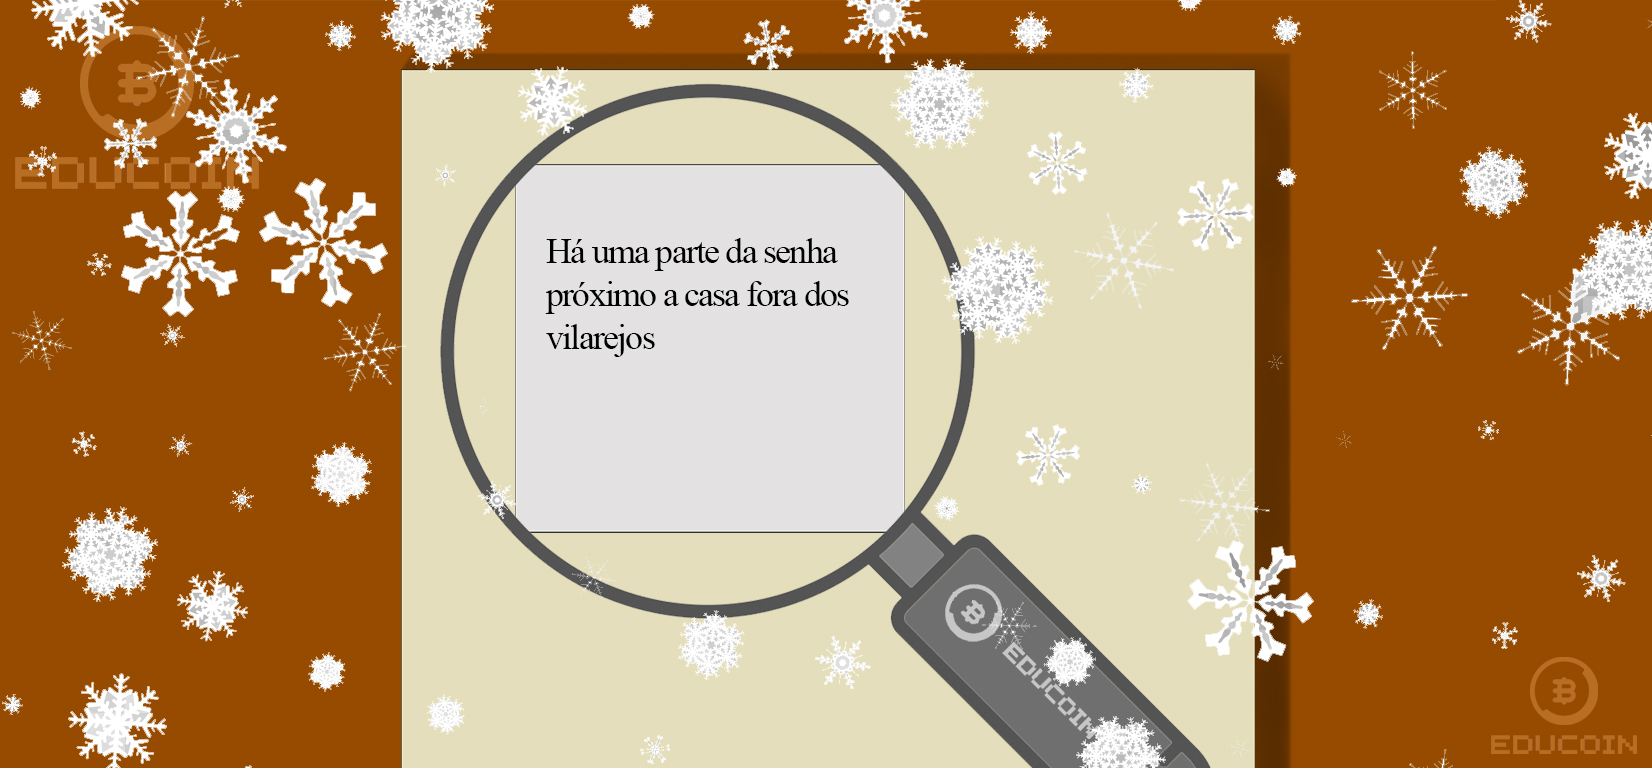 EDUCOIN
Há uma parte da senha
próximo a casa fora dos
vilarejos
EDUCOIN
EDUCOIN